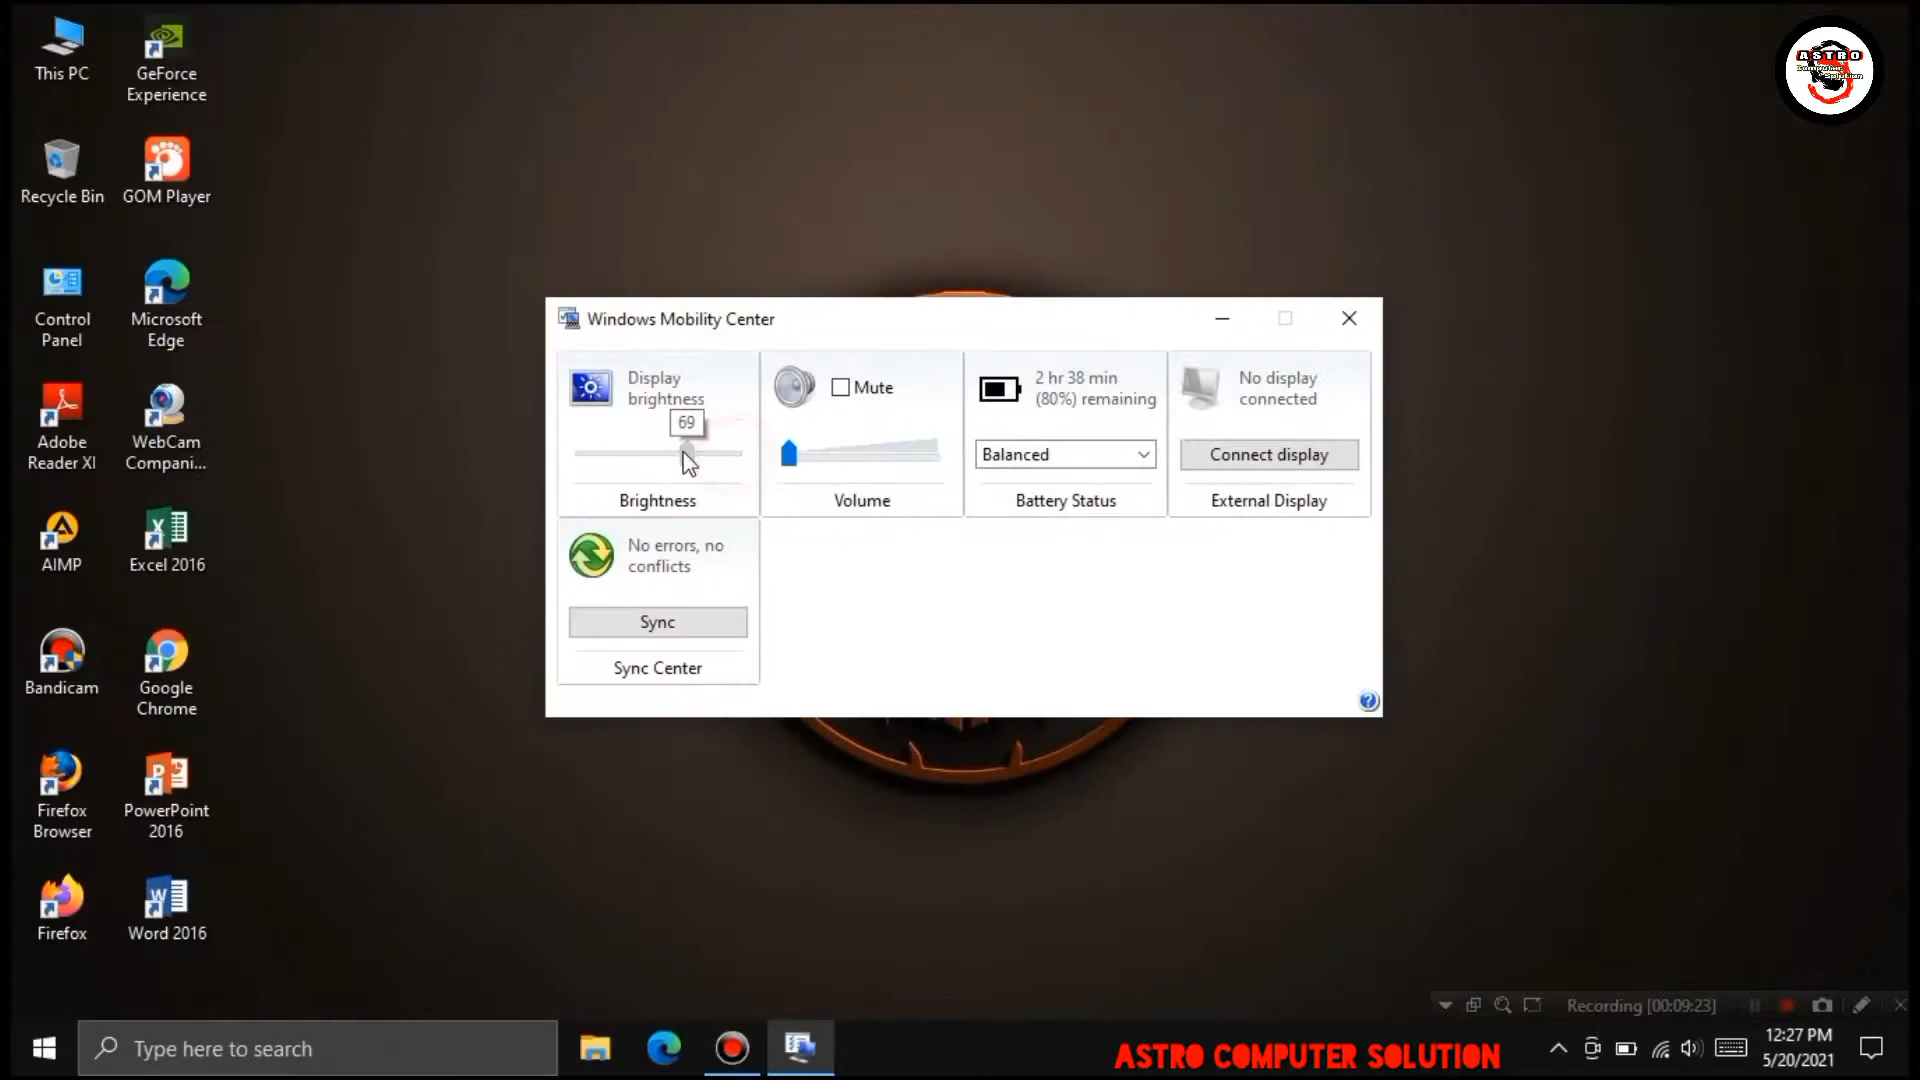 This PC
GeForce
Experience
Recycle Bin
GOM Player
Control
Panel
Microsoft
Edge
Adobe
Reader XI
WebCam
Compani...
AIMP
Excel 2016
Bandicam
Google
Chrome
Firefox
Browser
PowerPoint
2016
Firefox
Word 2016
ASTRO
Computer
Solution
Windows Mobility Center
Display
brightness
69
Brightness
Mute
Volume
2 hr 38 min
(80%) remaining
Balanced
Battery Status
No display
connected
Connect display
External Display
No errors, no
conflicts
Sync
Sync Center
Recording [00:09:23]
Type here to search
ASTRO COMPUTER SOLUTION
12:27 PM
5/20/2021